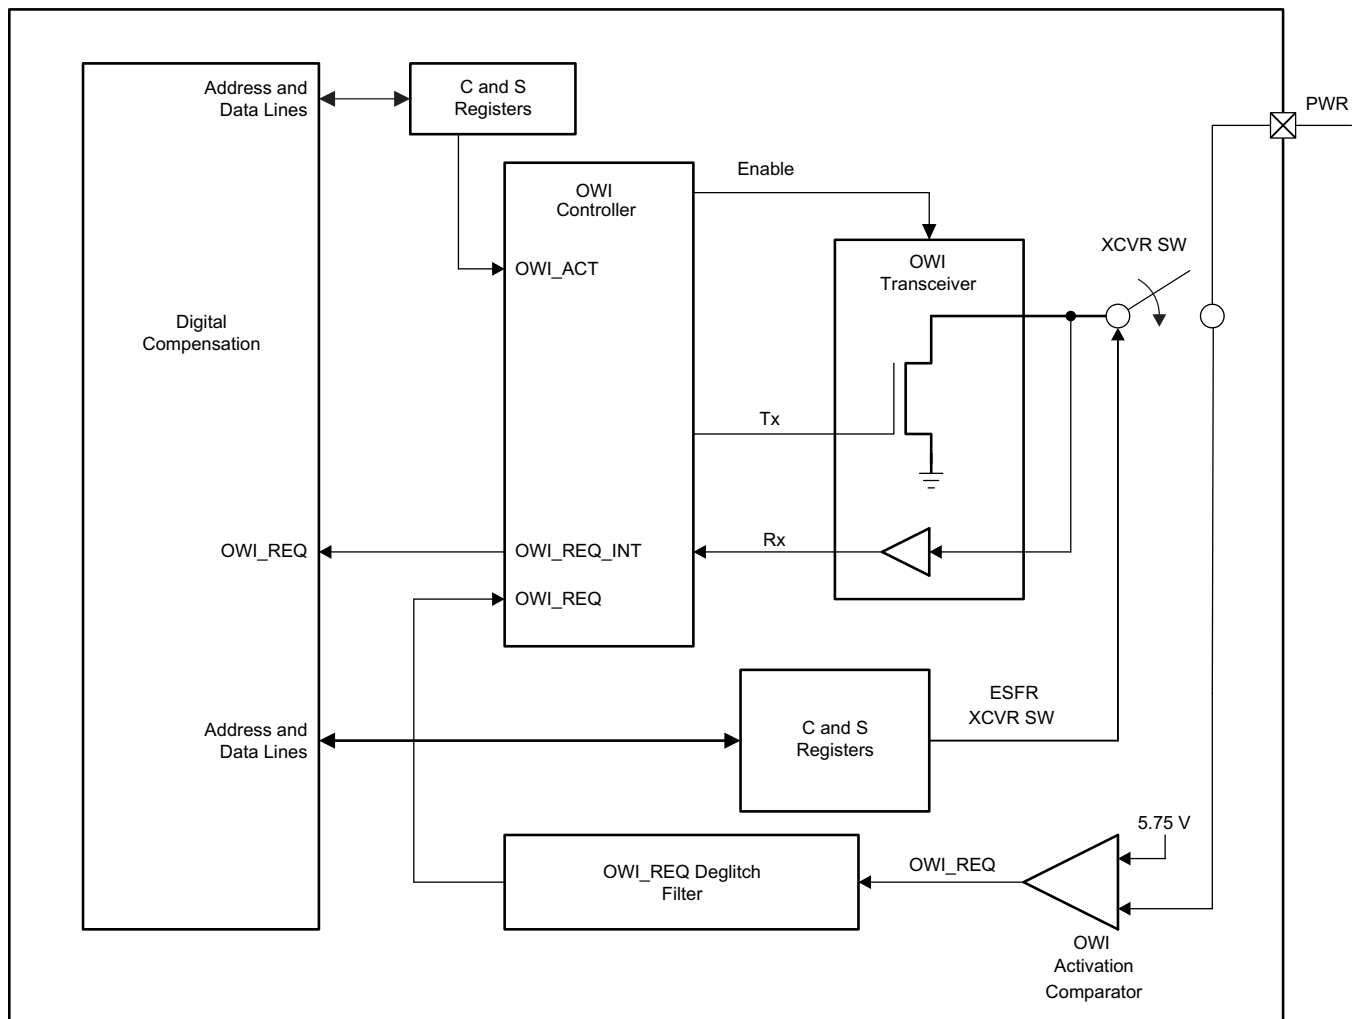 PWR
Address and
Data Lines
C and S
Registers
Enable
OWI
Controller
XCVR SW
OWI
Transceiver
OWI_ACT
Digital
Compensation
Tx
OWI_REQ
OWI_REQ_INT
Rx
OWI_REQ
ESFR
XCVR SW
Address and
Data Lines
C and S
Registers
5.75 V
OWI_REQ Deglitch
Filter
OWI_REQ
OWI
Activation
Comparator